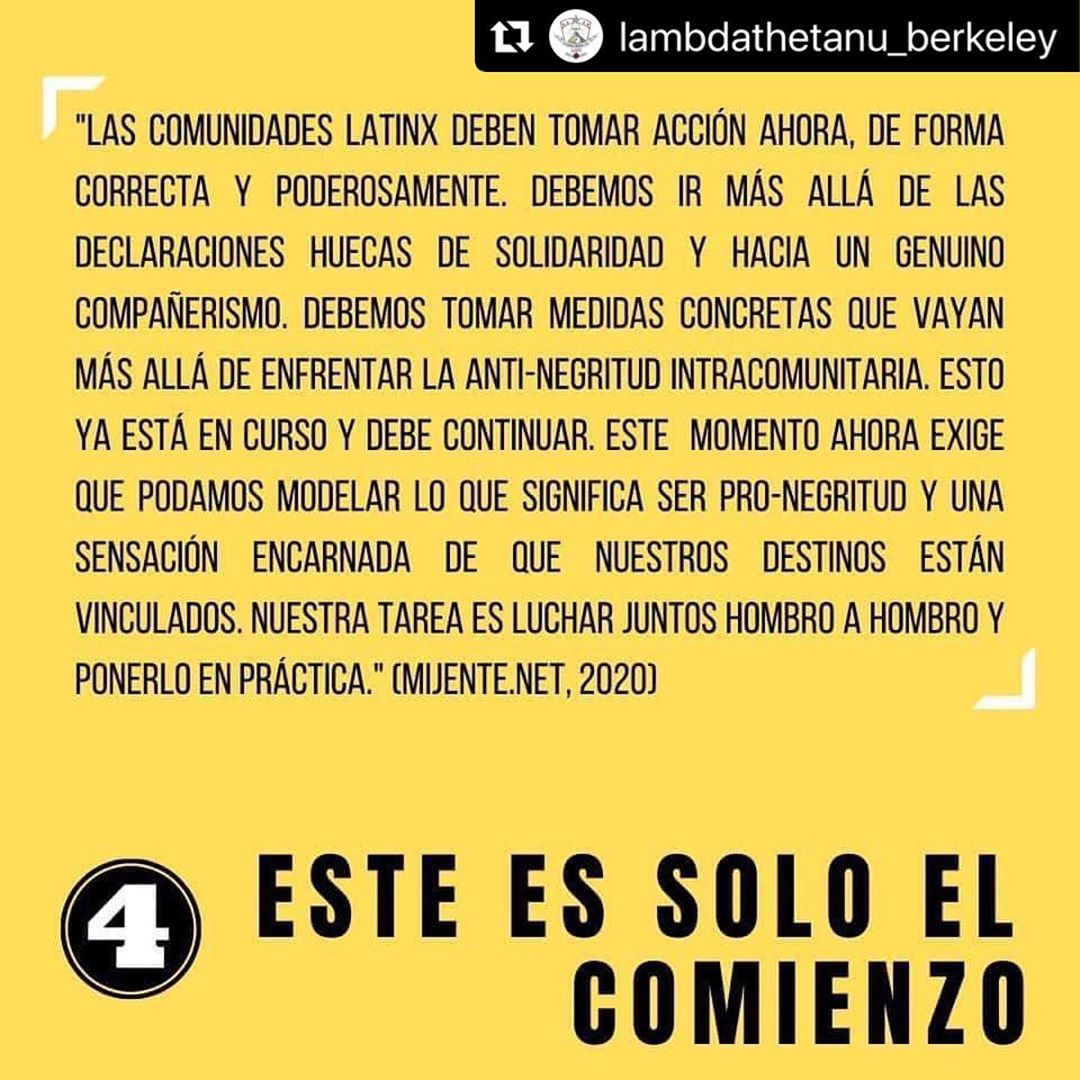 lambdathetanu_berkeley
"LAS COMUNIDADES LATINX DEBEN TOMAR ACCIÓN AHORA, DE FORMA
CORRECTA Y PODEROSAMENTE. DEBEMOS IR MÁS ALLÁ DE LAS
DECLARACIONES HUECAS DE SOLIDARIDAD Y HACIA UN GENUINO
COMPAÑERISMO. DEBEMOS TOMAR MEDIDAS CONCRETAS QUE VAYAN
MÁS ALLÁ DE ENFRENTAR LA ANTI-NEGRITUD INTRACOMUNITARIA. ESTO
YA ESTÁ EN CURSO Y DEBE CONTINUAR. ESTE MOMENTO AHORA EXIGE
QUE PODAMOS MODELAR LO QUE SIGNIFICA SER PRO-NEGRITUD Y UNA
SENSACIÓN ENCARNADA DE QUE NUESTROS DESTINOS ESTÁN
VINCULADOS. NUESTRA TAREA ES LUCHAR JUNTOS HOMBRO A HOMBRO Y
PONERLO EN PRÁCTICA." (MIJENTE.NET, 2020)
4
ESTE ES SOLO EL
COMIENZO